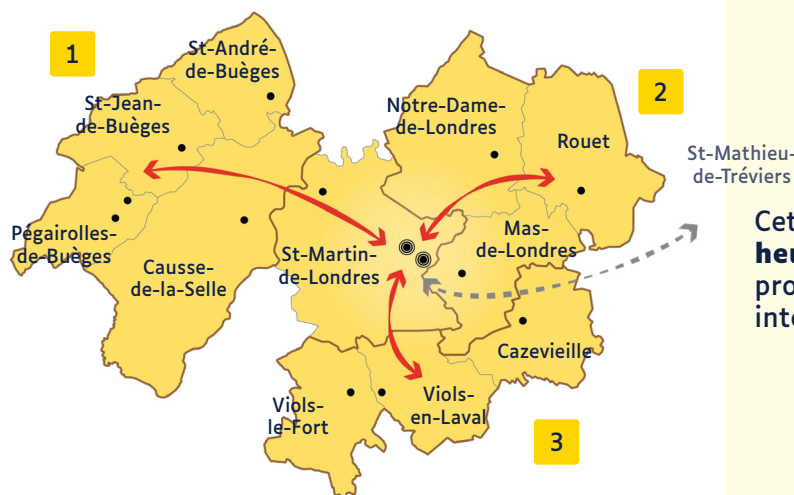 1
St-André-
de-Buèges
St-Jean-
de-Buèges
Notre-Dame-
de-Londres
2
Rouet
St-Mathieu-
de-Tréviers
Pégairolles-
de-Buèges
Causse-
de-la-Selle
St-Martin-
de-Londres
Mas-
de-Londres
Cet
heu
pro
inte
Cazevieille
Viols-
le-Fort
Viols-
en-Laval
3